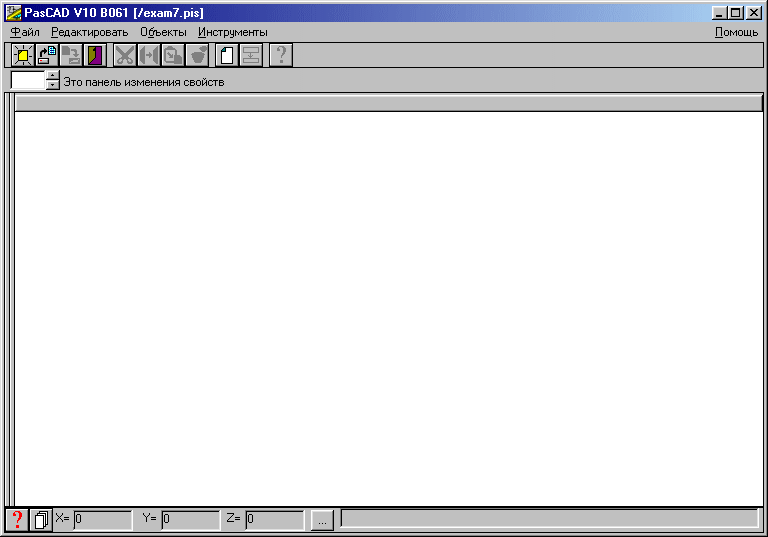 PasCAD V10 B061 [/exam7.pis]
Файл Редактировать Объекты Инструменты Помощь
Это панель изменения свойств
X= 0 Y= 0 Z= 0 ...